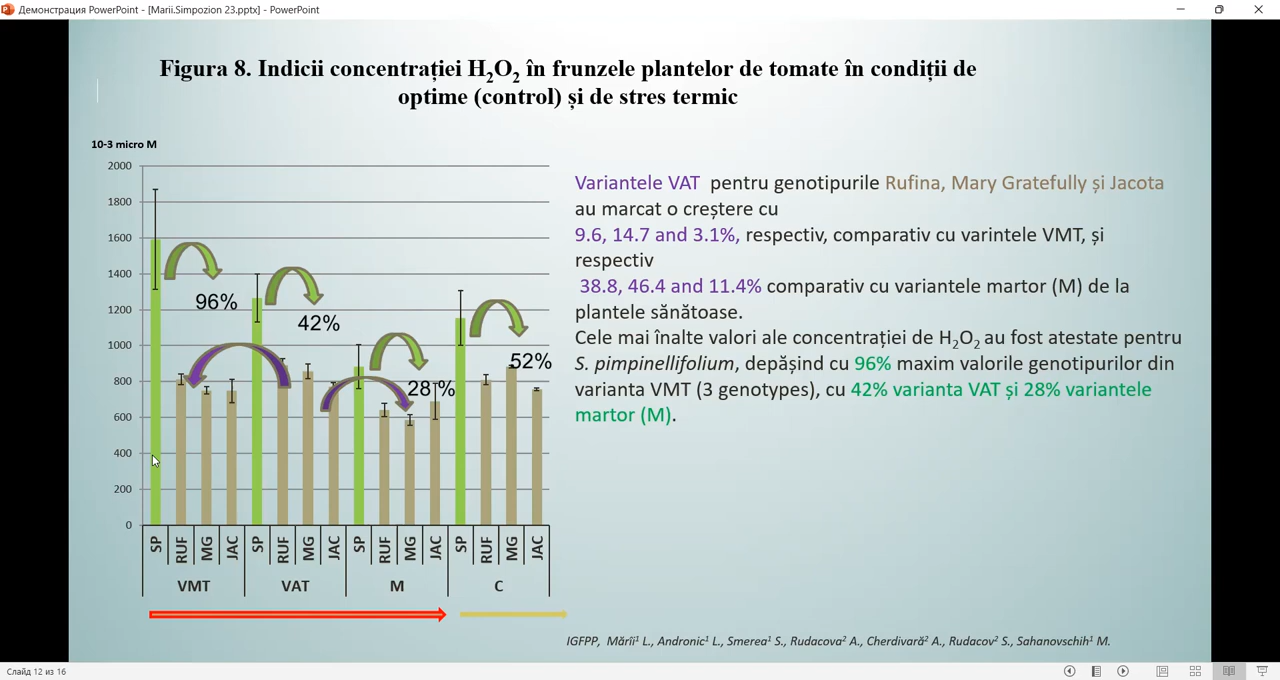 Демонстрация PowerPoint - [Marii.Simpozion 23.pptx] - PowerPoint
Figura 8. Indicii concentrației H₂O₂ în frunzele plantelor de tomate în condiții de
optime (control) și de stres termic
10-3 micro M
2000
1800
1600
1400
1200
1000
800
600
400
200
0
96%
42%
28%
52%
SP RUF MG JAC SP RUF MG JAC SP RUF MG JAC SP RUF MG JAC
VMT VAT M C
Variantele VAT pentru genotipurile Rufina, Mary Gratefully și Jacota
au marcat o creștere cu
9.6, 14.7 and 3.1%, respectiv, comparativ cu varintele VMT, și
respectiv
38.8, 46.4 and 11.4% comparativ cu variantele martor (M) de la
plantele sănătoase.
Cele mai înalte valori ale concentrației de H₂O₂ au fost atestate pentru
S. pimpinellifolium, depășind cu 96% maxim valorile genotipurilor din
varianta VMT (3 genotypes), cu 42% varianta VAT și 28% variantele
martor (M).
IGFPP, Mărîi¹ L., Andronic¹ L., Smerea¹ S., Rudacova² A., Cherdivară² A., Rudacov² S., Sahanovschih¹ M.
Слайд 12 из 16